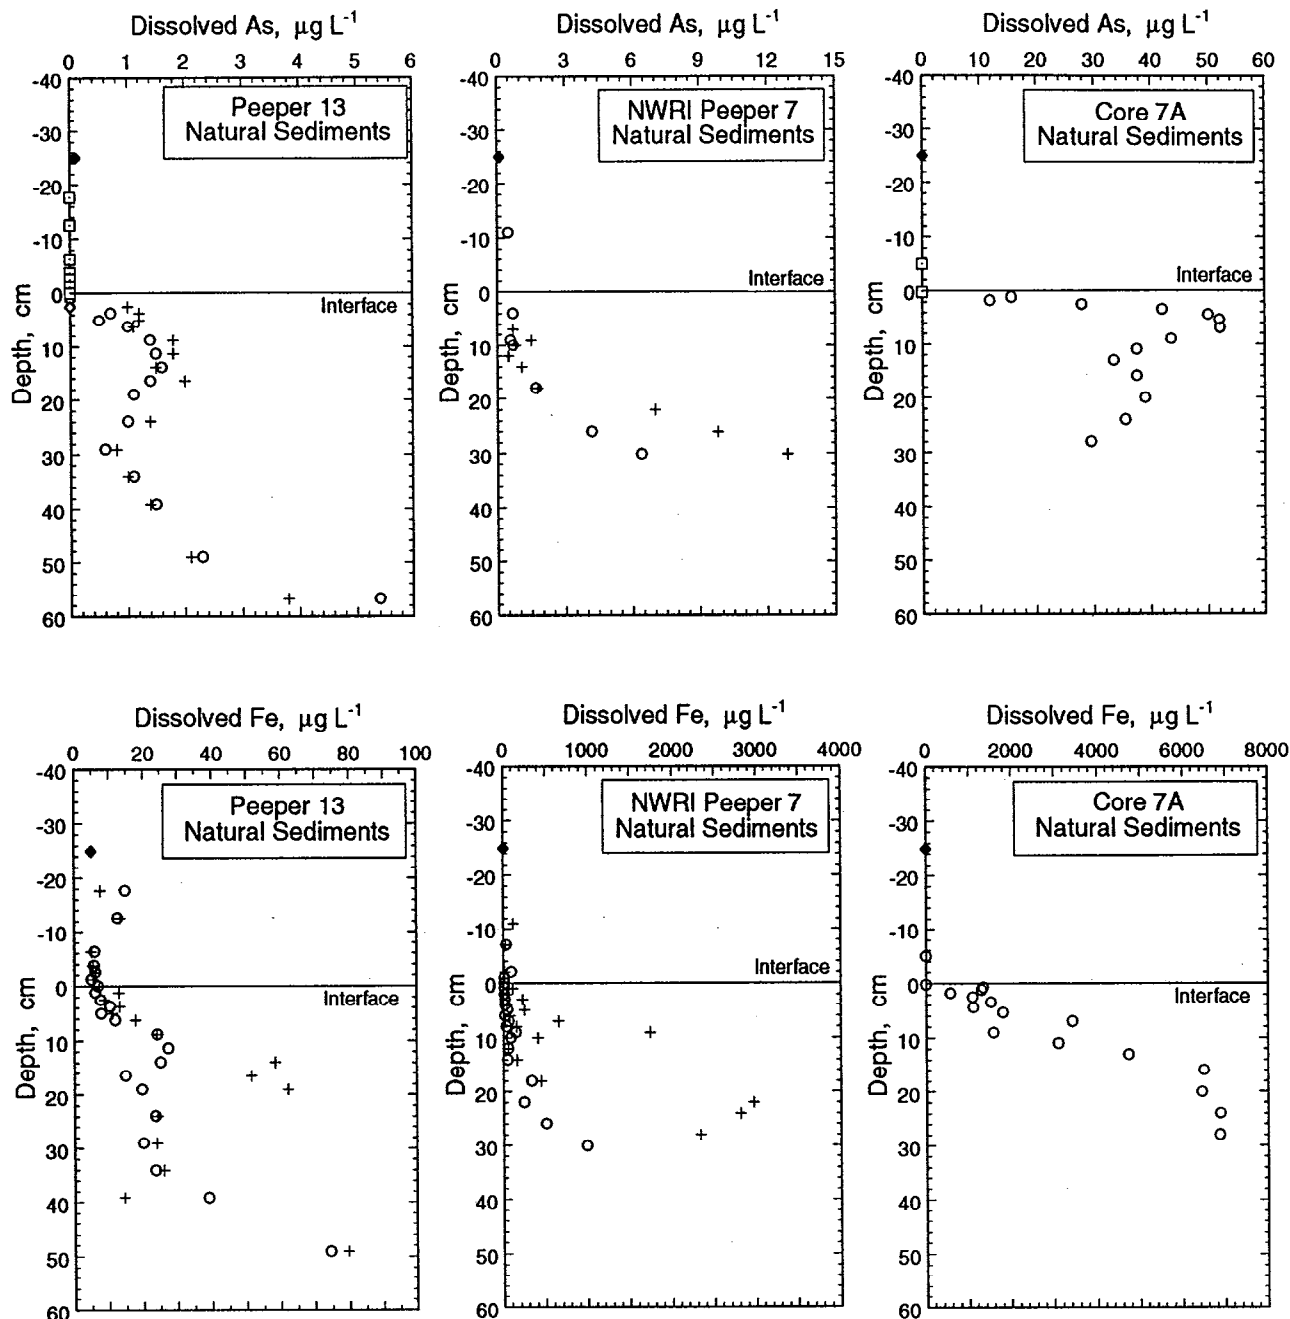 Dissolved As, μg L-1
0 1 2 3 4 5 6
-40
-30
-20
-10
0
10
20
30
40
50
60
Depth, cm
Peeper 13
Natural Sediments
Interface
Dissolved As, μg L-1
0 3 6 9 12 15
-40
-30
-20
-10
0
10
20
30
40
50
60
Depth, cm
NWRI Peeper 7
Natural Sediments
Interface
Dissolved As, μg L-1
0 10 20 30 40 50 60
-40
-30
-20
-10
0
10
20
30
40
50
60
Depth, cm
Core 7A
Natural Sediments
Interface
Dissolved Fe, μg L-1
0 20 40 60 80 100
-40
-30
-20
-10
0
10
20
30
40
50
60
Depth, cm
Peeper 13
Natural Sediments
Interface
Dissolved Fe, μg L-1
0 1000 2000 3000 4000
-40
-30
-20
-10
0
10
20
30
40
50
60
Depth, cm
NWRI Peeper 7
Natural Sediments
Interface
Dissolved Fe, μg L-1
0 2000 4000 6000 8000
-40
-30
-20
-10
0
10
20
30
40
50
60
Depth, cm
Core 7A
Natural Sediments
Interface